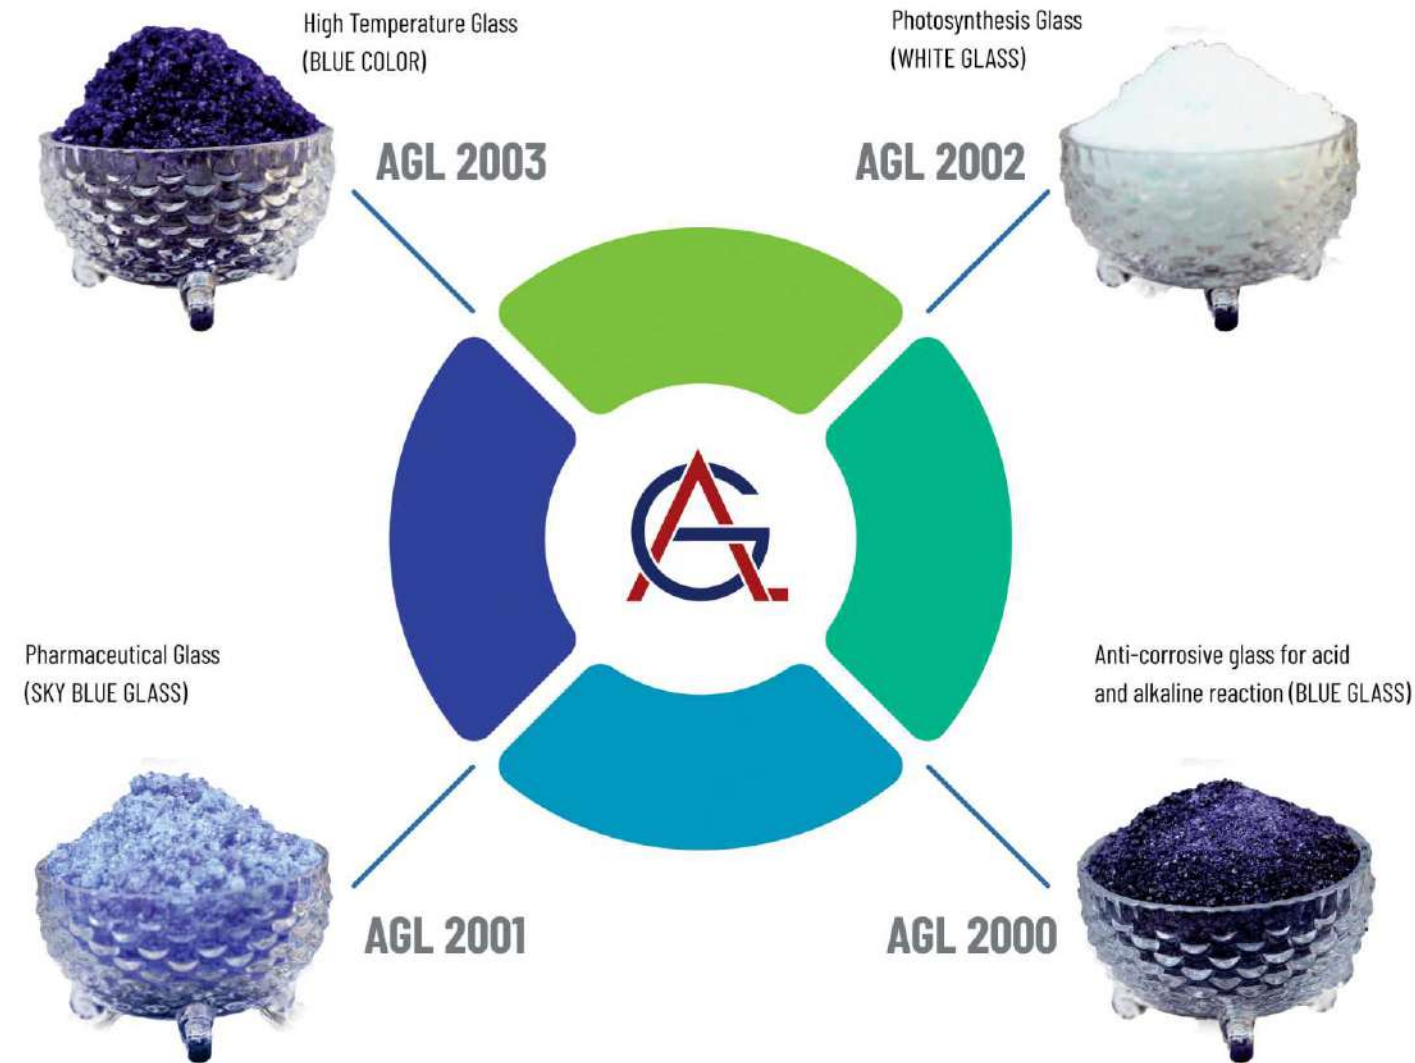 High Temperature Glass
(BLUE COLOR)
AGL 2003
Photosynthesis Glass
(WHITE GLASS)
AGL 2002
AGL
Pharmaceutical Glass
(SKY BLUE GLASS)
AGL 2001
Anti-corrosive glass for acid
and alkaline reaction (BLUE GLASS)
AGL 2000